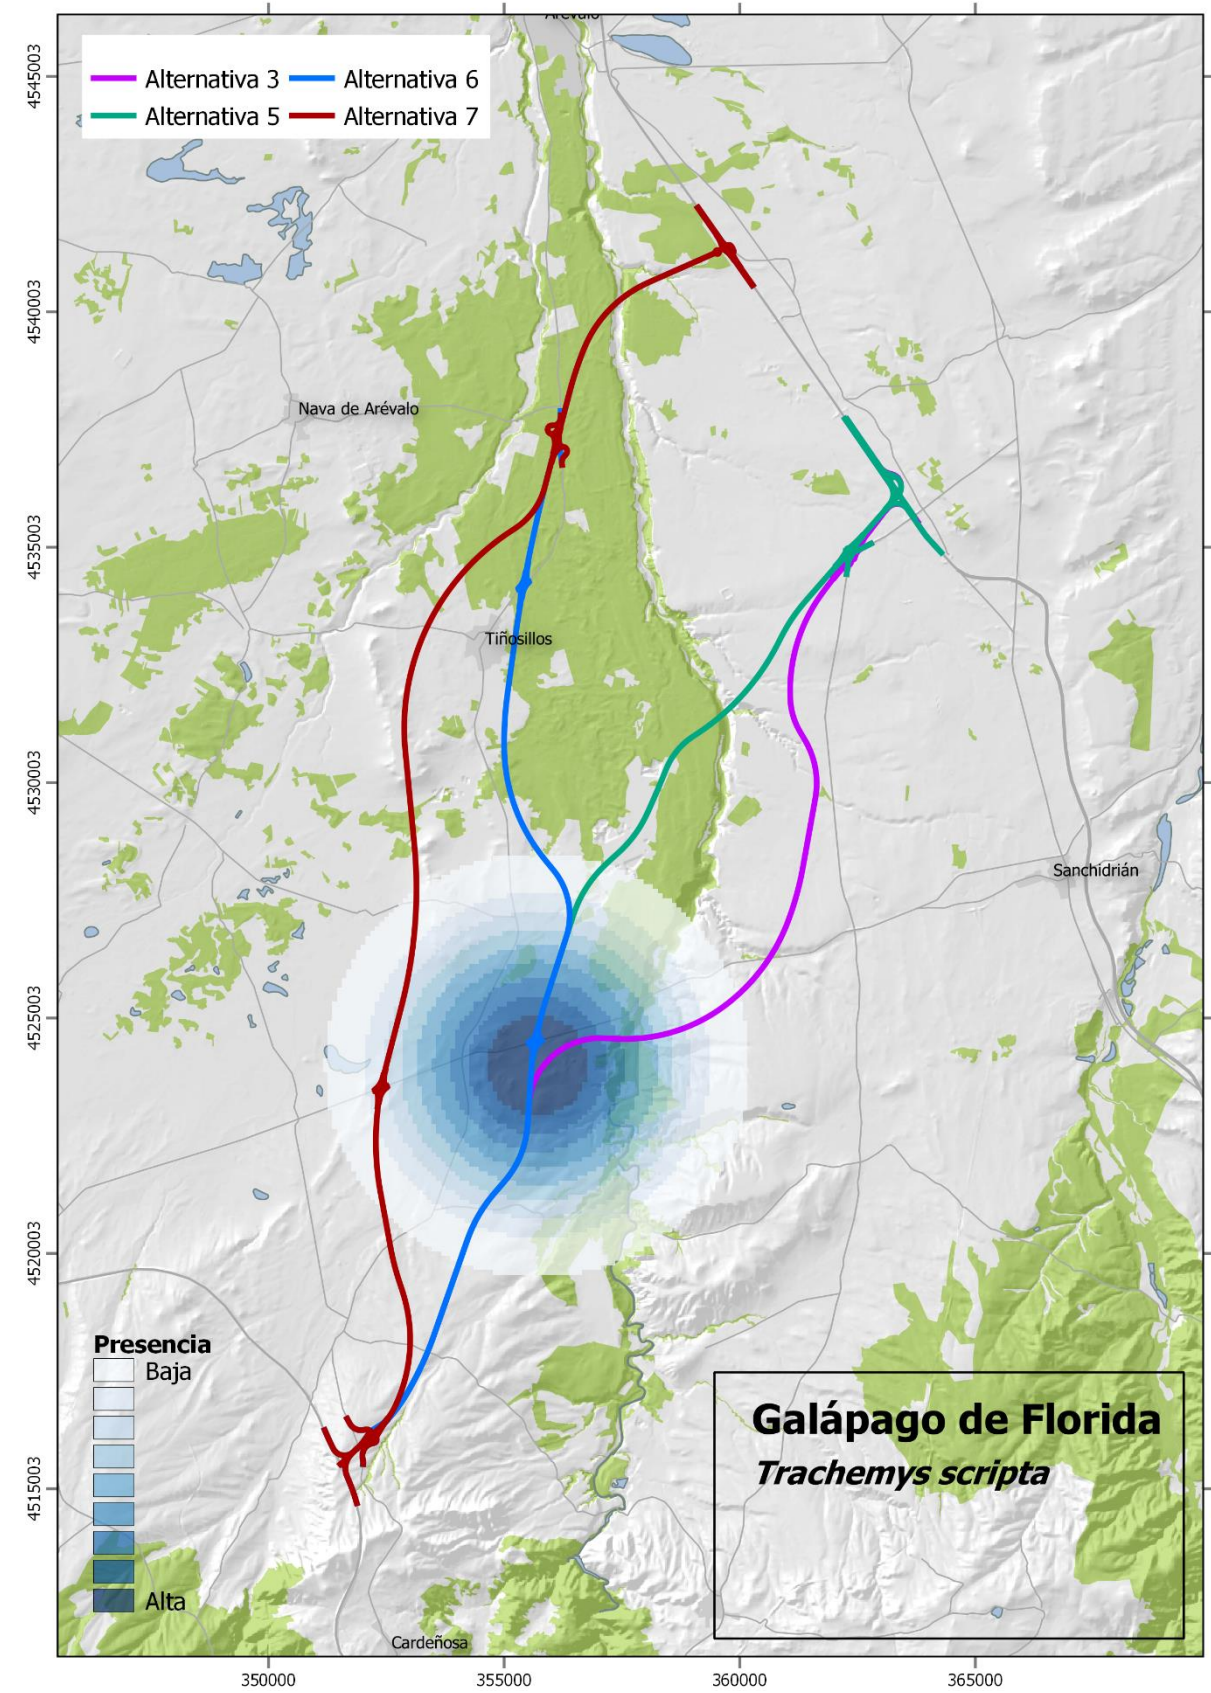 Arévalo
Alternativa 3 Alternativa 6
Alternativa 5 Alternativa 7
4545003
4540003
Nava de Arévalo
4535003
Tiñosillos
4530003
Sanchidrián
4525003
4520003
Presencia
Baja
Alta
Galápago de Florida
Trachemys scripta
4515003
Cardeñosa
350000 355000 360000 365000